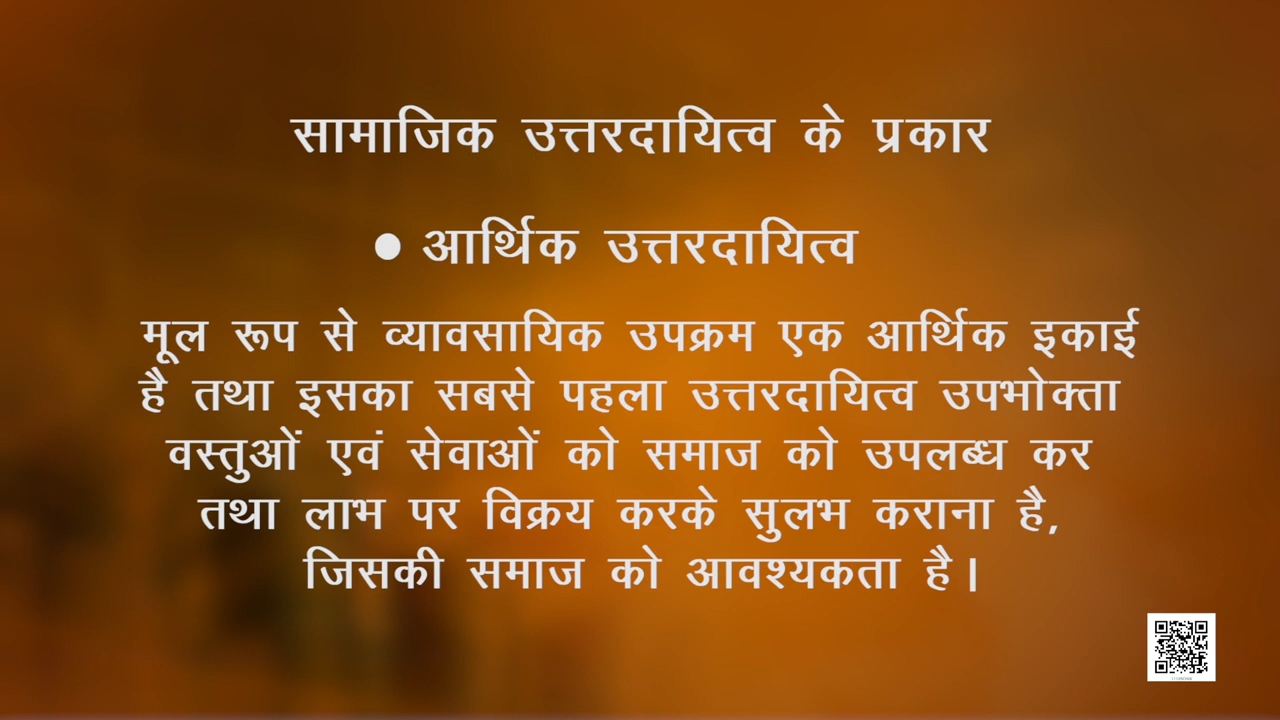 सामाजिक उत्तरदायित्व के प्रकार
● आर्थिक उत्तरदायित्व
मूल रूप से व्यावसायिक उपक्रम एक आर्थिक इकाई
है तथा इसका सबसे पहला उत्तरदायित्व उपभोक्ता
वस्तुओं एवं सेवाओं को समाज को उपलब्ध कर
तथा लाभ पर विक्रय करके सुलभ कराना है,
जिसकी समाज को आवश्यकता है।